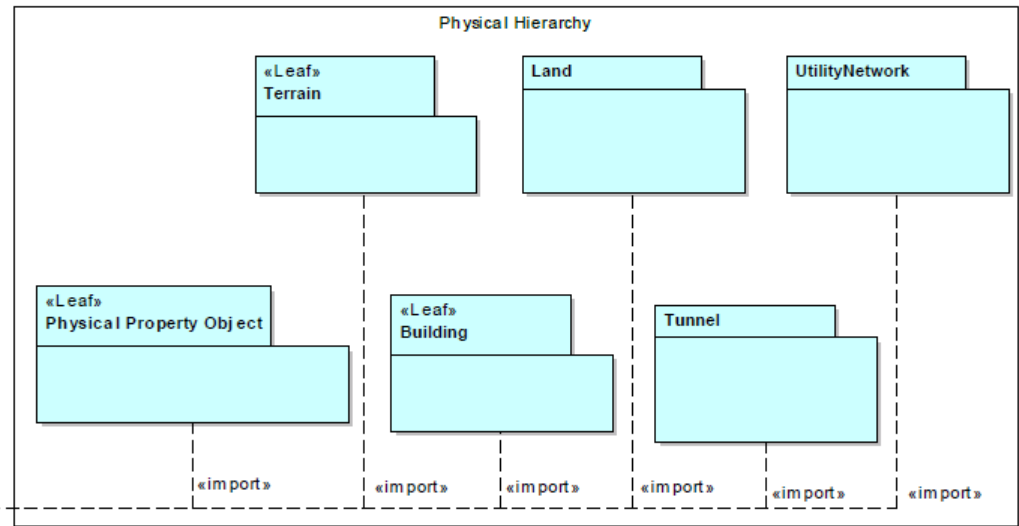 Physical Hierarchy
«Leaf»
Terrain
Land
UtilityNetwork
«Leaf»
Physical Property Object
«Leaf»
Building
Tunnel
«import»
«import»
«import»
«import»
«import»
«import»